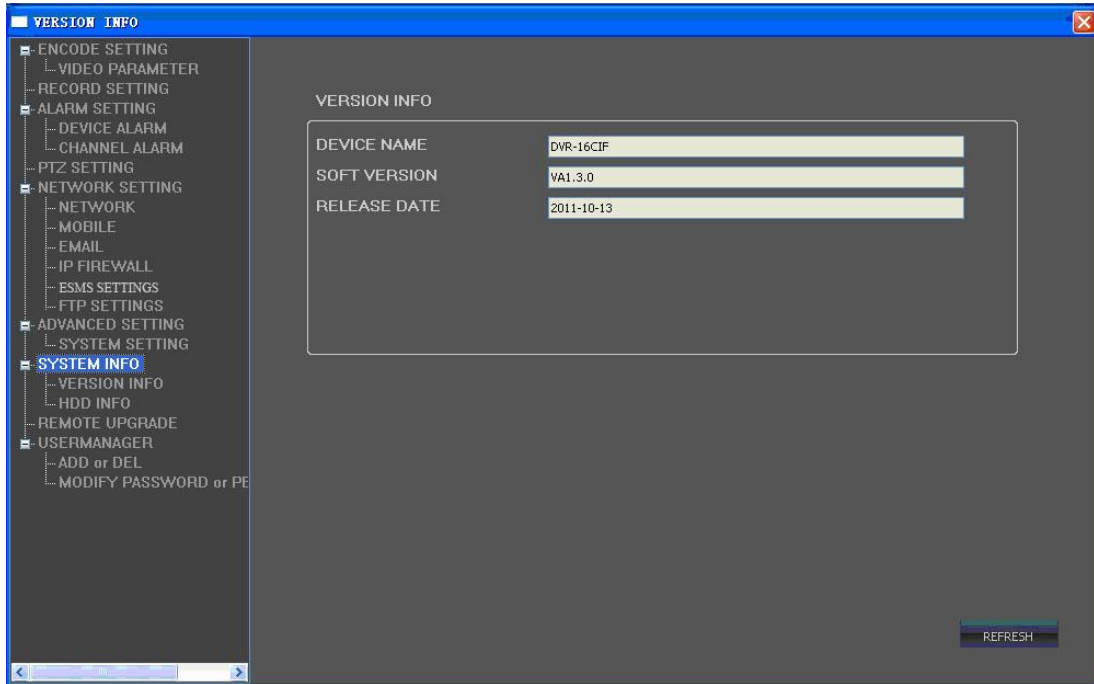 VERSION INFO
ENCODE SETTING
VIDEO PARAMETER
RECORD SETTING
ALARM SETTING
DEVICE ALARM
CHANNEL ALARM
PTZ SETTING
NETWORK SETTING
NETWORK
MOBILE
EMAIL
IP FIREWALL
ESMS SETTINGS
FTP SETTINGS
ADVANCED SETTING
SYSTEM SETTING
SYSTEM INFO
VERSION INFO
HDD INFO
REMOTE UPGRADE
USERMANAGER
ADD or DEL
MODIFY PASSWORD or PE
VERSION INFO
DEVICE NAME DVR-16CIF
SOFT VERSION VA1.3.0
RELEASE DATE 2011-10-13
REFRESH